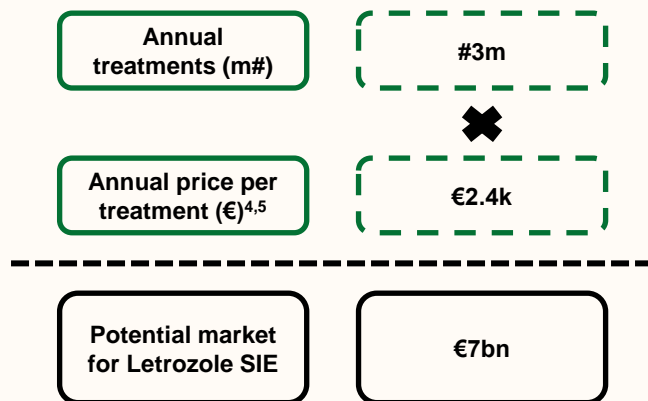 Annual
treatments (m#)
#3m
Annual price per
treatment (€)4,5
€2.4k
Potential market
for Letrozole SIE
€7bn